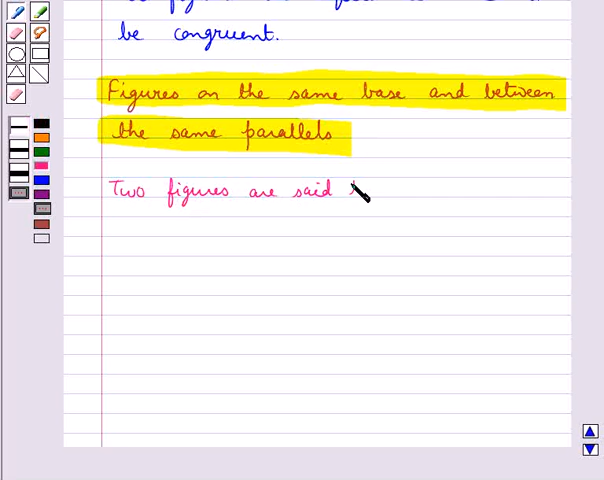 be congruent.
Figures on the same base and between
the same parallels
Two figures are said